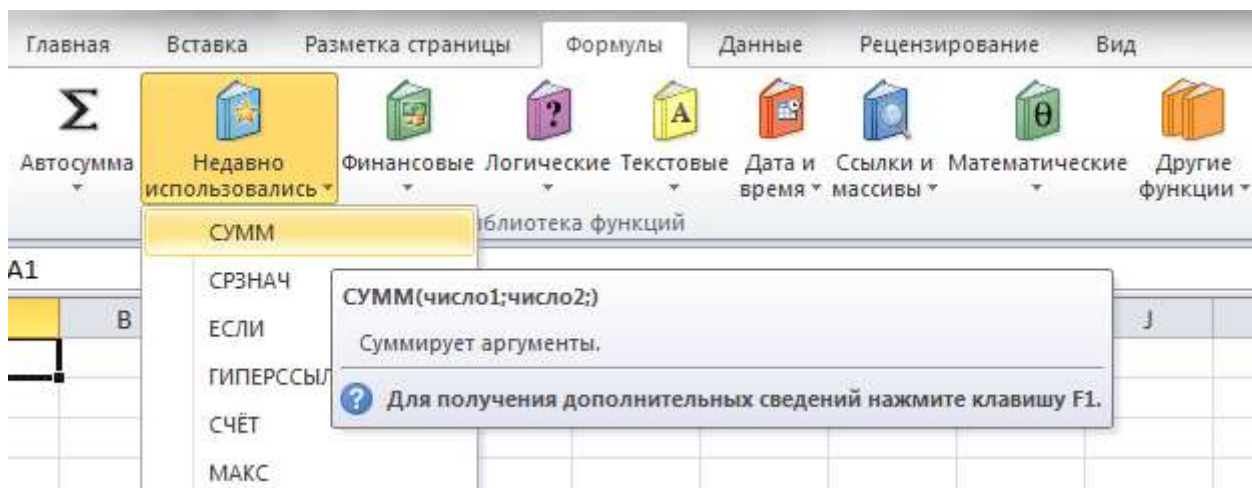 Главная Вставка Разметка страницы Формулы Данные Рецензирование Вид
Σ ? A θ
Автосумма Недавно использовались Финансовые Логические Текстовые Дата и время Ссылки и массивы Математические Другие функции
функций
A1
СУММ
СРЗНАЧ
ЕСЛИ
СЧЁТ
МАКС
СУММ(число1;число2;)
Суммирует аргументы.
? Для получения дополнительных сведений нажмите клавишу F1.
B J